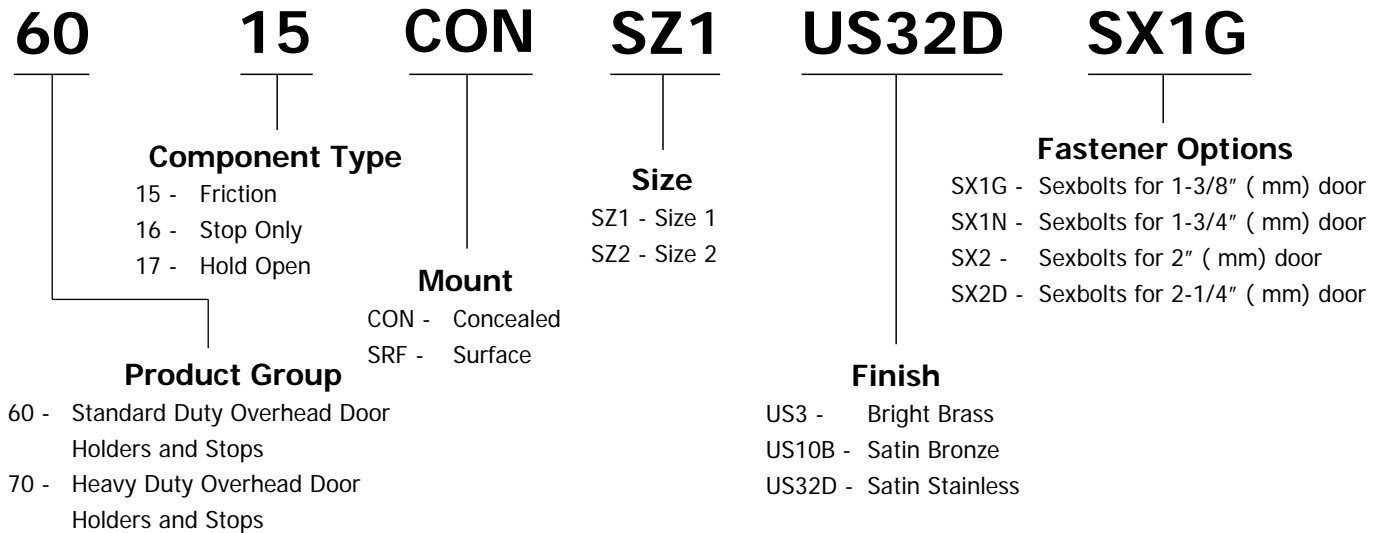 60 15 CON SZ1 US32D SX1G
Component Type
15 - Friction
16 - Stop Only
17 - Hold Open
Size
SZ1 - Size 1
SZ2 - Size 2
Fastener Options
SX1G - Sexbolts for 1-3/8" ( mm) door
SX1N - Sexbolts for 1-3/4" ( mm) door
SX2 - Sexbolts for 2" ( mm) door
SX2D - Sexbolts for 2-1/4" ( mm) door
Mount
CON - Concealed
SRF - Surface
Product Group
60 - Standard Duty Overhead Door
Holders and Stops
70 - Heavy Duty Overhead Door
Holders and Stops
Finish
US3 - Bright Brass
US10B - Satin Bronze
US32D - Satin Stainless